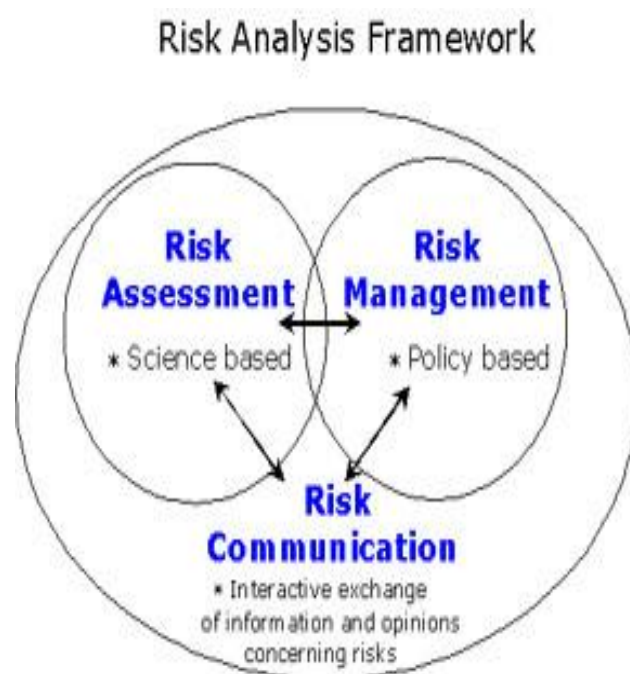 Risk Analysis Framework
Risk
Assessment
* Science based
Risk
Management
* Policy based
Risk
Communication
* Interactive exchange
of information and opinions
concerning risks